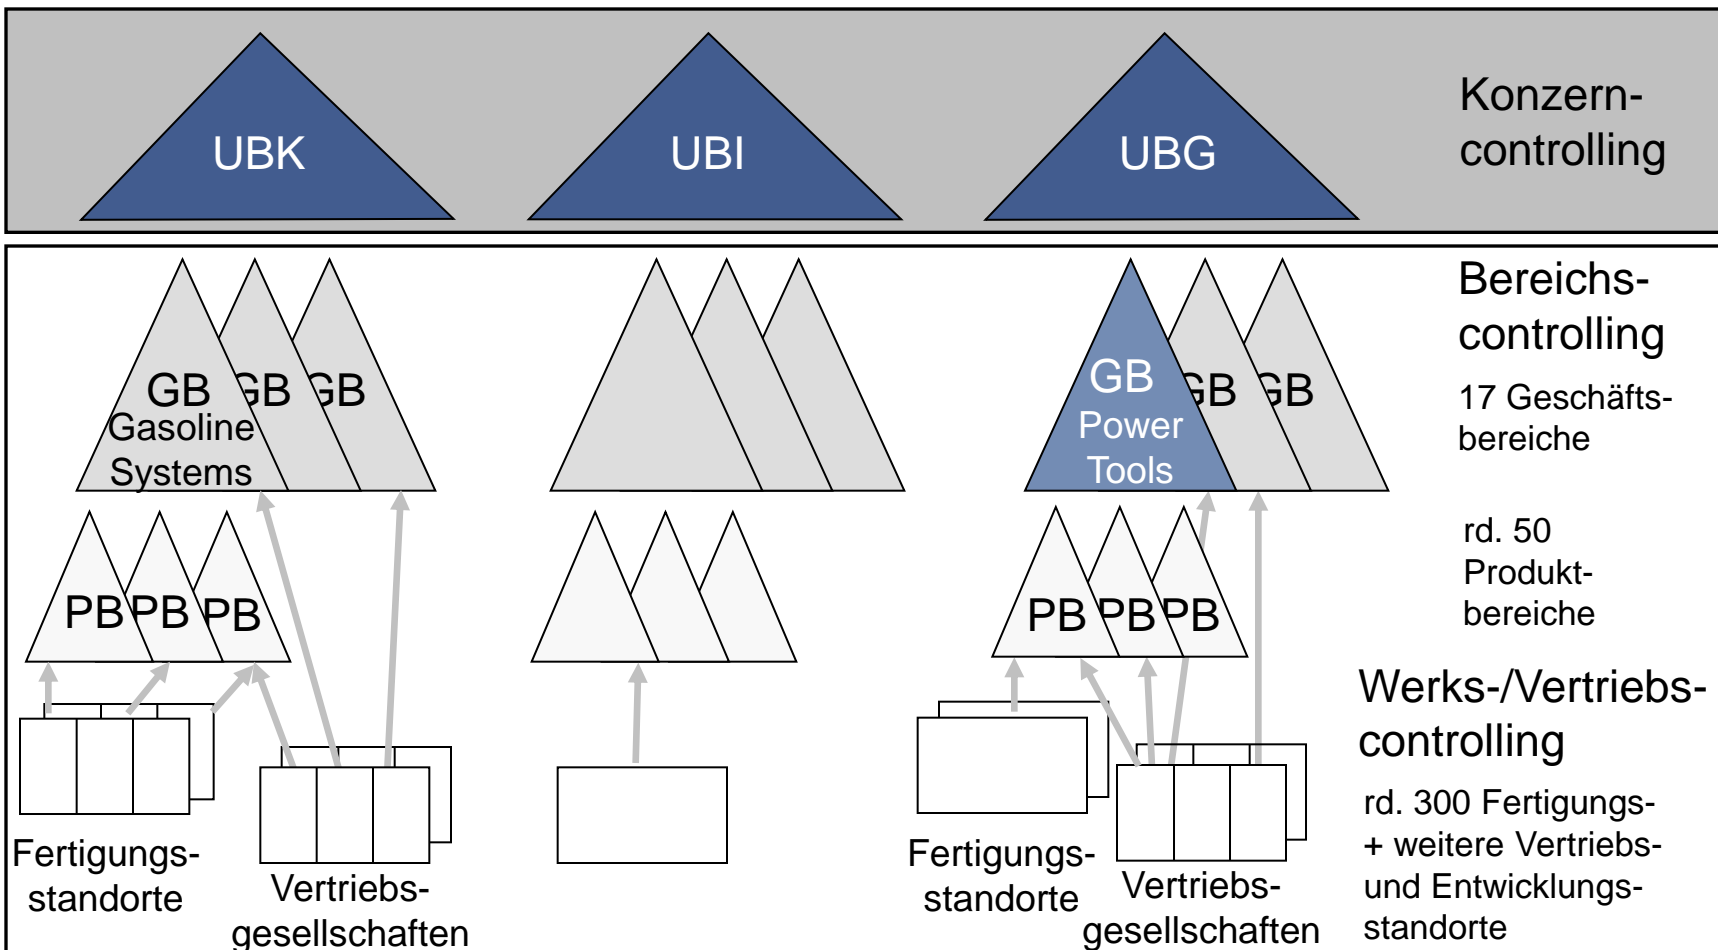 UBK
UBI
UBG
Konzern-
controlling
Bereichs-
controlling
17 Geschäfts-
bereiche
GB
GB
GB
Gasoline
Systems
GB
GB
GB
Power
Tools
rd. 50
Produkt-
bereiche
PB
PB
PB
PB
PB
PB
Werks-/Vertriebs-
controlling
rd. 300 Fertigungs-
+ weitere Vertriebs-
und Entwicklungs-
standorte
Fertigungs-
standorte
Vertriebs-
gesellschaften
Fertigungs-
standorte
Vertriebs-
gesellschaften